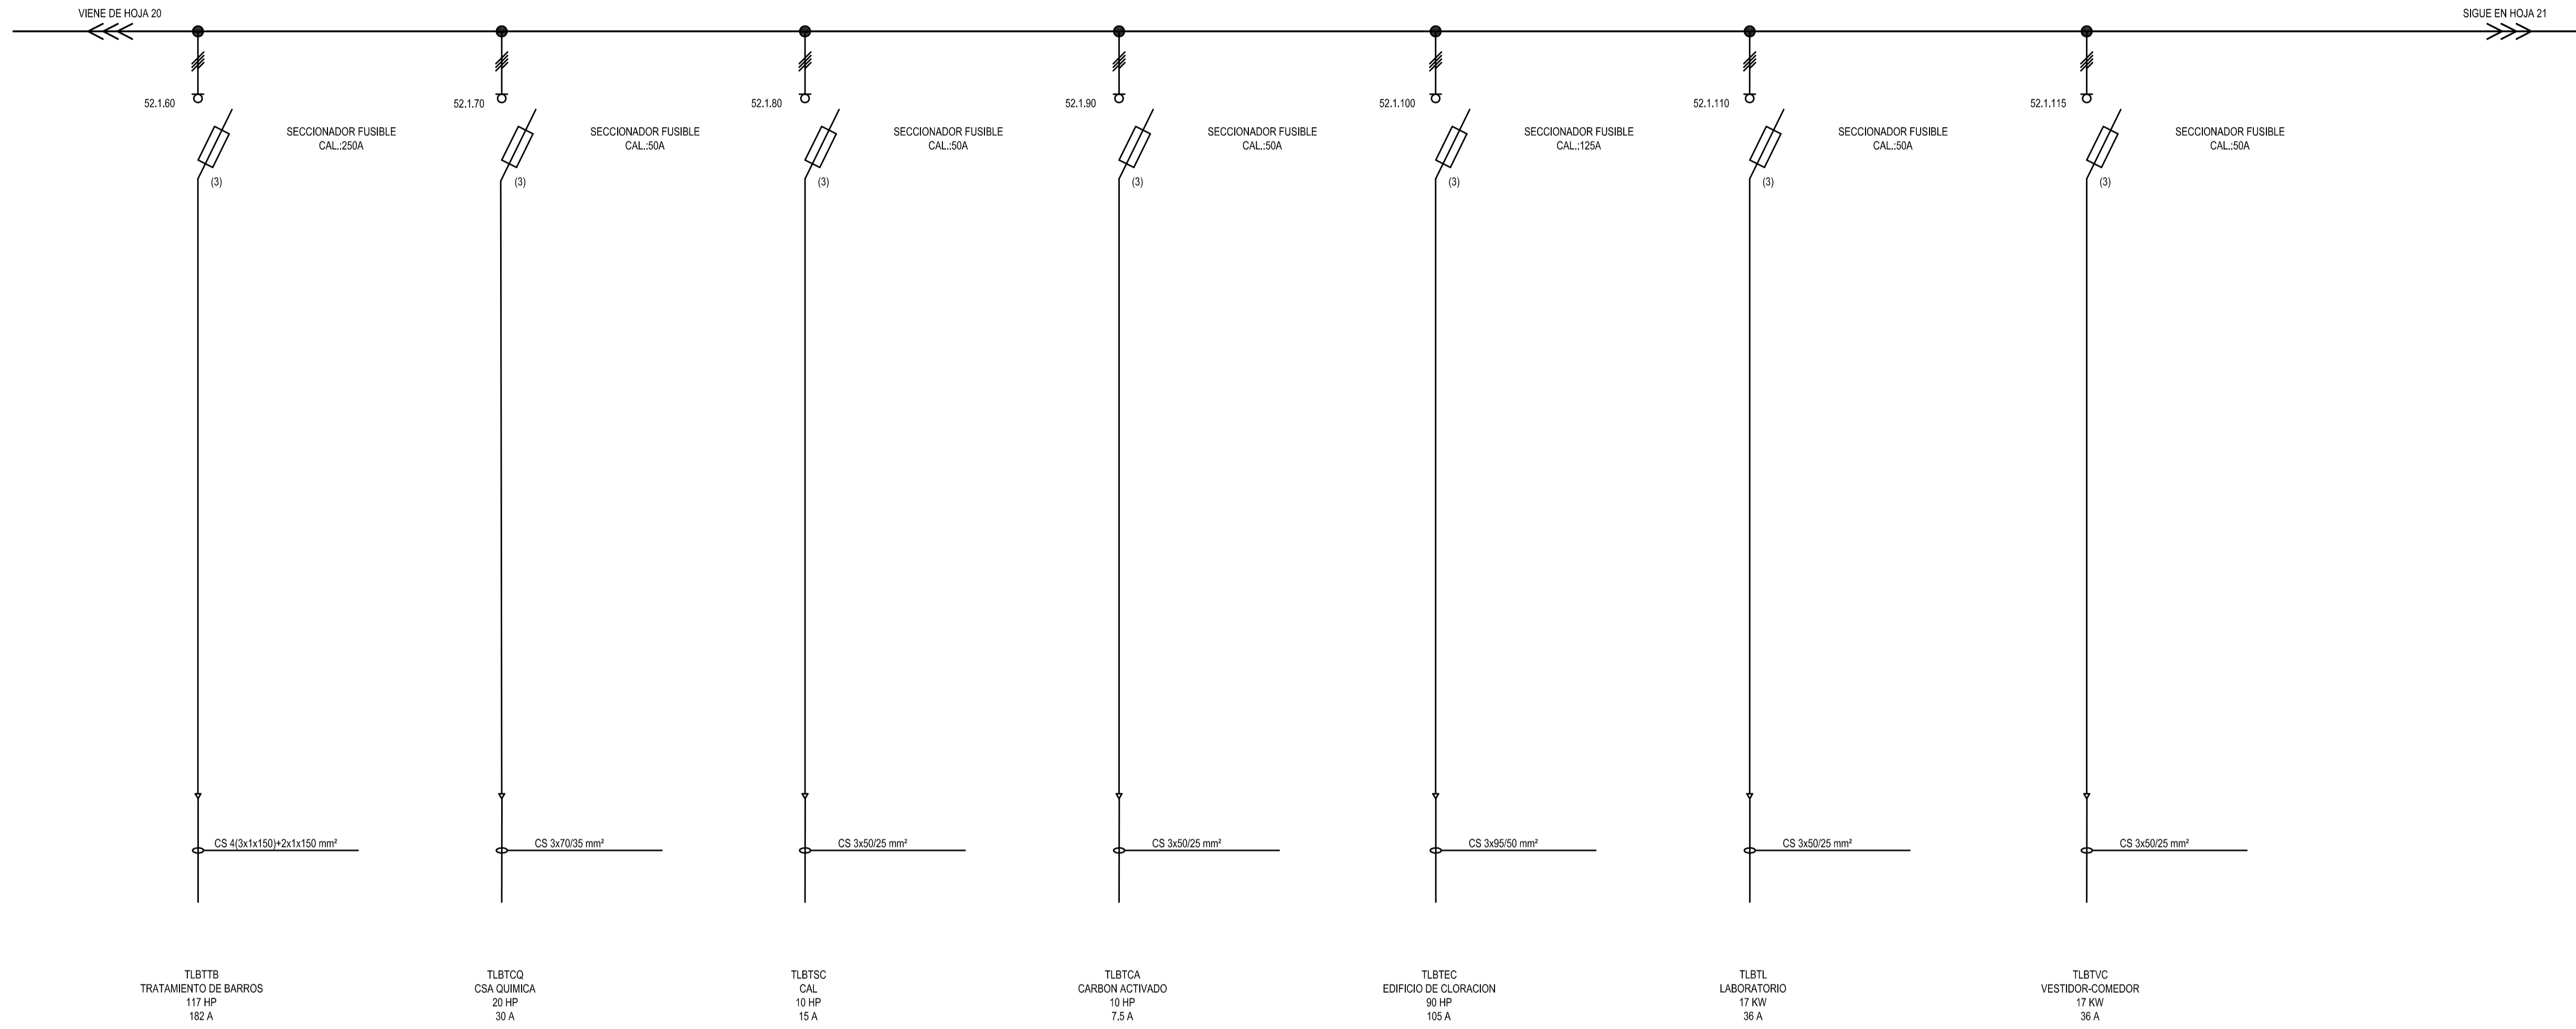 VIENE DE HOJA 20
SIGUE EN HOJA 21
52.1.60
SECCIONADOR FUSIBLE
CAL.:250A
(3)
52.1.70
SECCIONADOR FUSIBLE
CAL.:50A
(3)
52.1.80
SECCIONADOR FUSIBLE
CAL.:50A
(3)
52.1.90
SECCIONADOR FUSIBLE
CAL.:50A
(3)
52.1.100
SECCIONADOR FUSIBLE
CAL.:125A
(3)
52.1.110
SECCIONADOR FUSIBLE
CAL.:50A
(3)
52.1.115
SECCIONADOR FUSIBLE
CAL.:50A
(3)
CS 4(3x1x150)+2x1x150 mm²
CS 3x70/35 mm²
CS 3x50/25 mm²
CS 3x50/25 mm²
CS 3x95/50 mm²
CS 3x50/25 mm²
CS 3x50/25 mm²
TLBTTB
TRATAMIENTO DE BARROS
117 HP
182 A
TLBTCQ
CSA QUIMICA
20 HP
30 A
TLBTSC
CAL
10 HP
15 A
TLBTCA
CARBON ACTIVADO
10 HP
7,5 A
TLBTEC
EDIFICIO DE CLORACION
90 HP
105 A
TLBTL
LABORATORIO
17 KW
36 A
TLBTVC
VESTIDOR-COMEDOR
17 KW
36 A